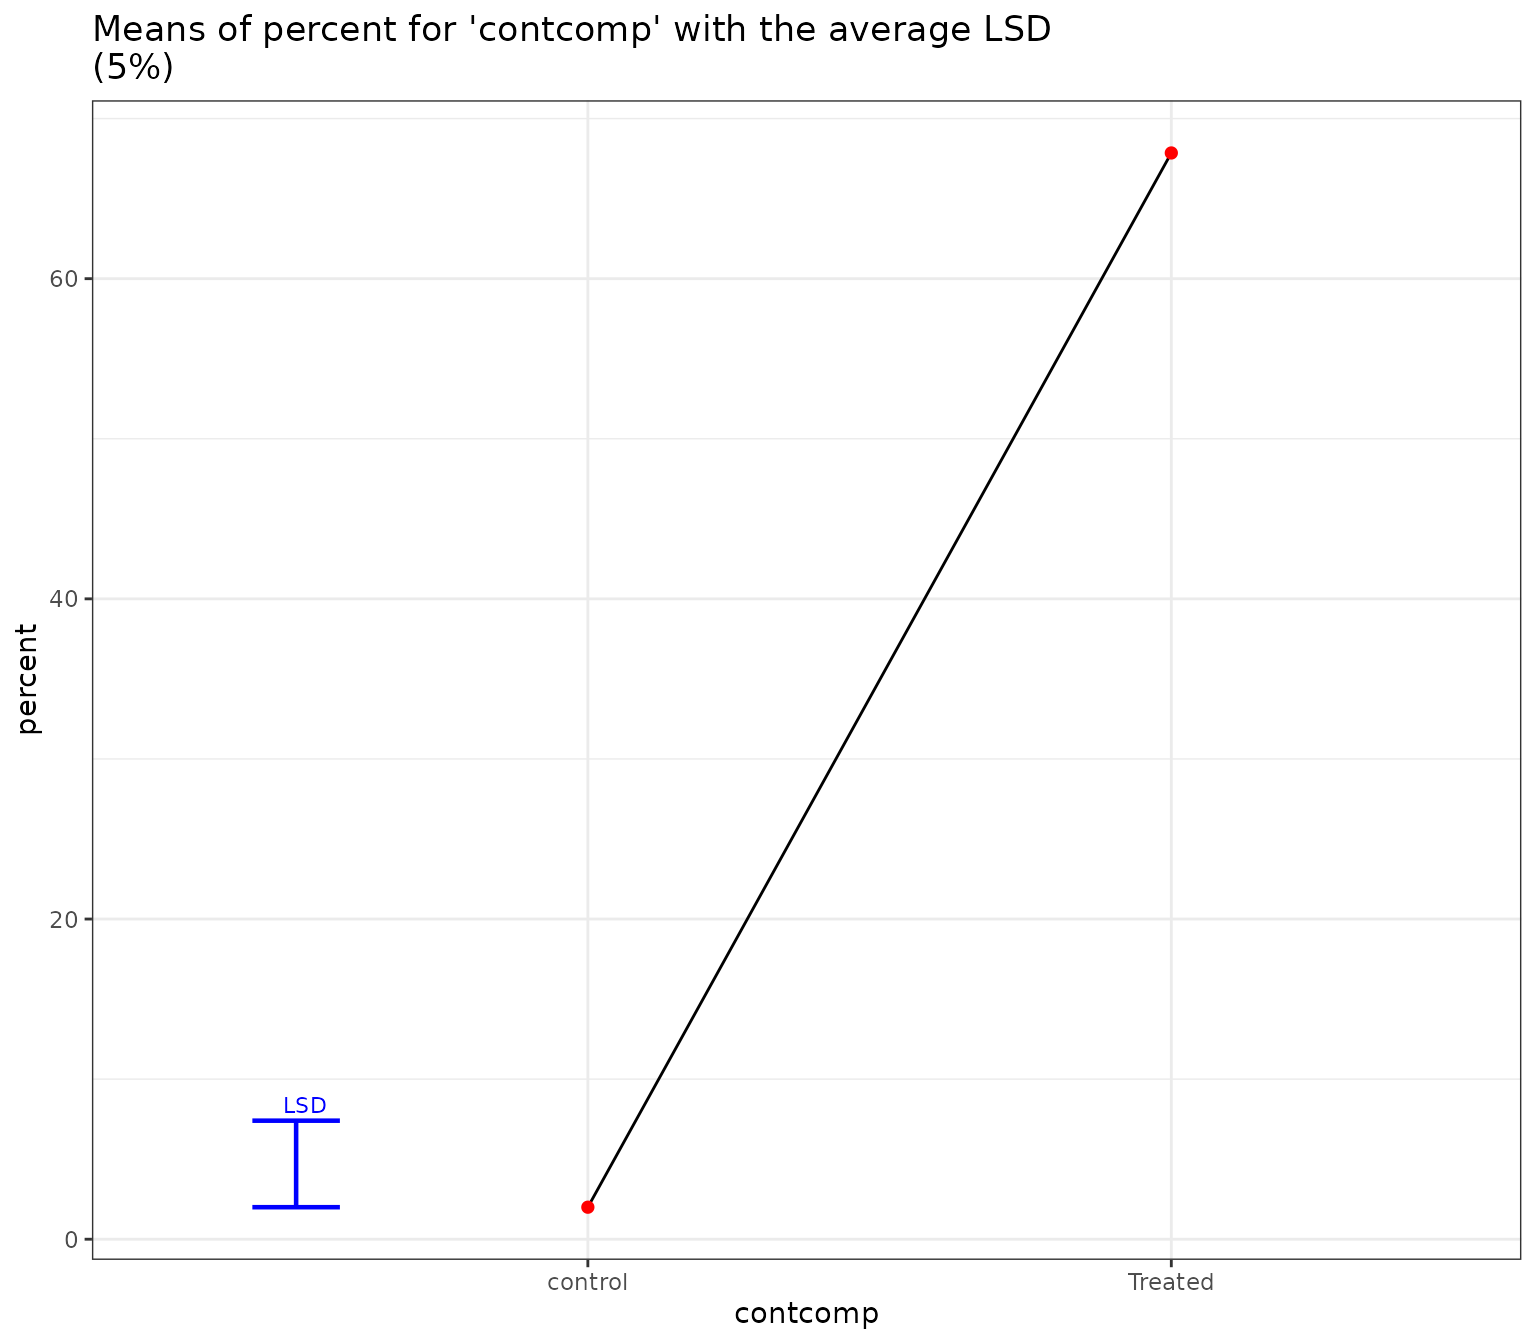 Means of percent for 'contcomp' with the average LSD
(5%)
60
40
20
0
percent
LSD
control
Treated
contcomp